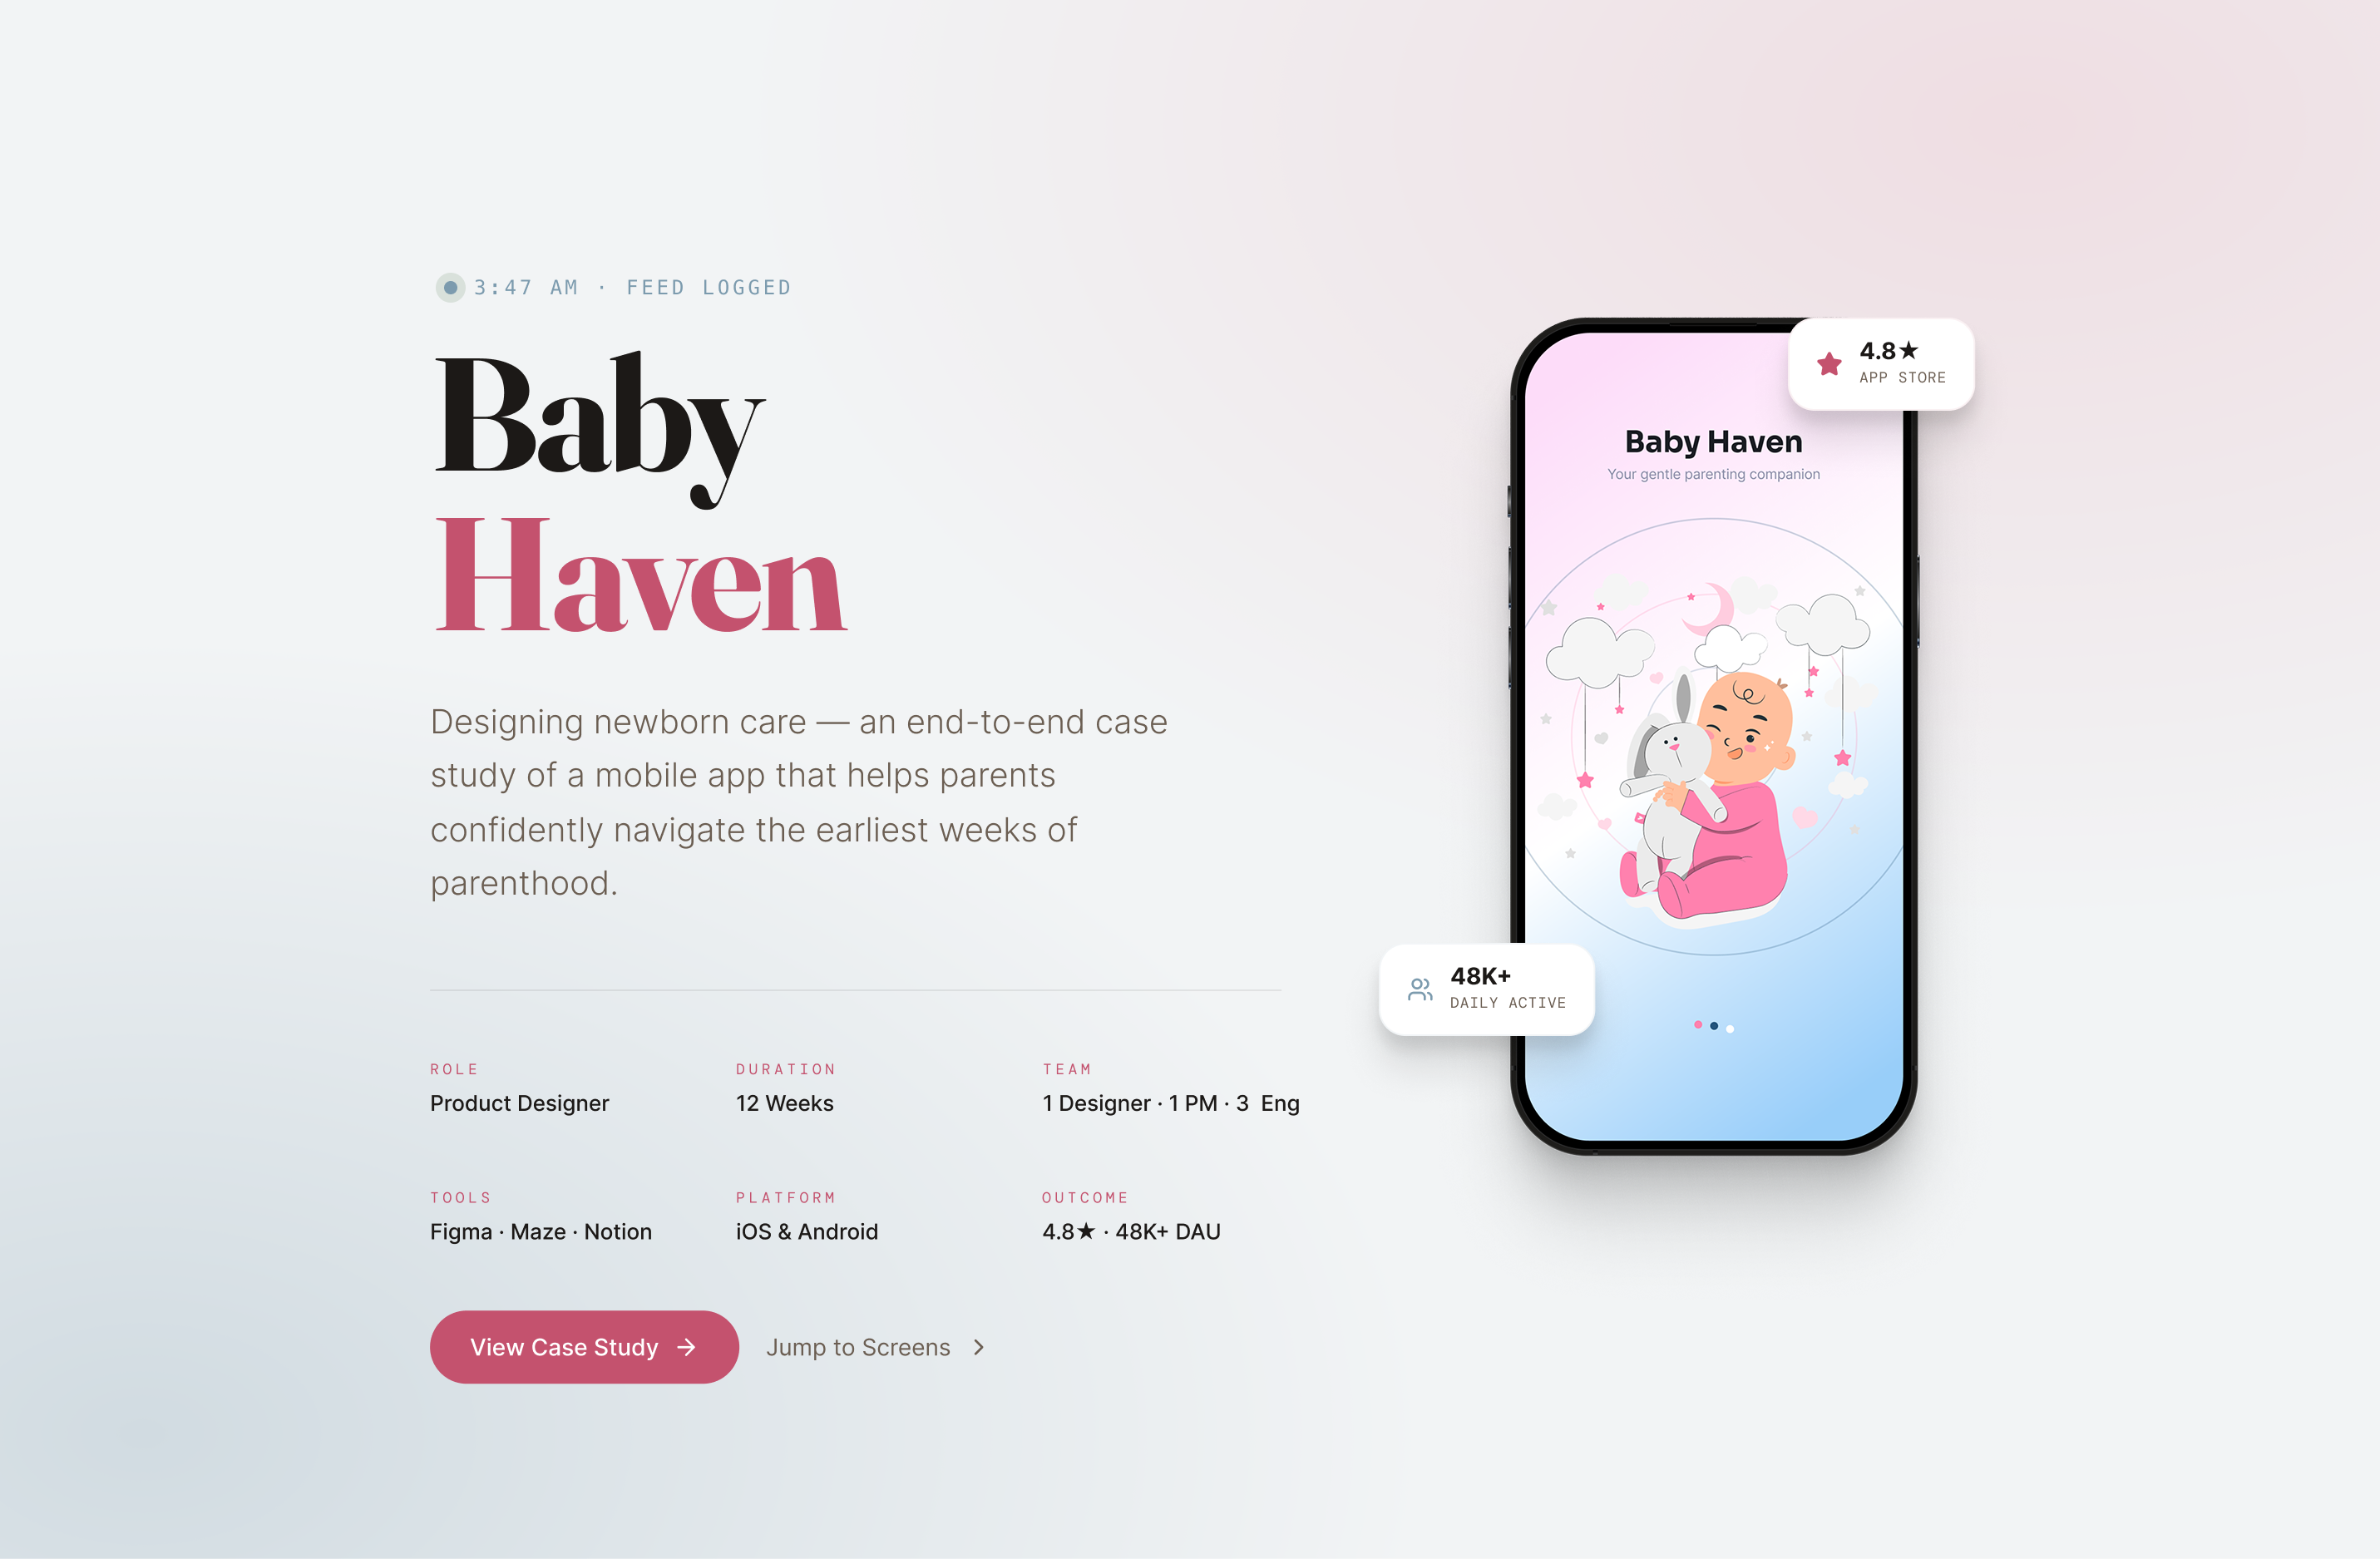 3:47 AM · FEED LOGGED
Baby
Haven
Designing newborn care — an end-to-end case
study of a mobile app that helps parents
confidently navigate the earliest weeks of
parenthood.
ROLE
Product Designer
DURATION
12 Weeks
TEAM
1 Designer · 1 PM · 3 Eng
TOOLS
Figma · Maze · Notion
PLATFORM
iOS & Android
OUTCOME
4.8★ · 48K+ DAU
View Case Study →
Jump to Screens >
4.8★
APP STORE
Baby Haven
Your gentle parenting companion
48K+
DAILY ACTIVE